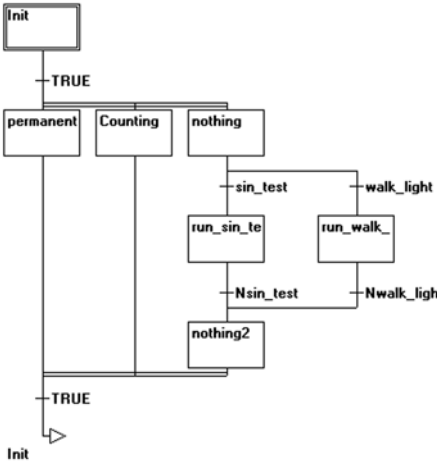 Init
TRUE
permanent Counting nothing
sin_test walk_light
run_sin_te run_walk_
Nsin_test Nwalk_ligh
nothing2
TRUE
Init